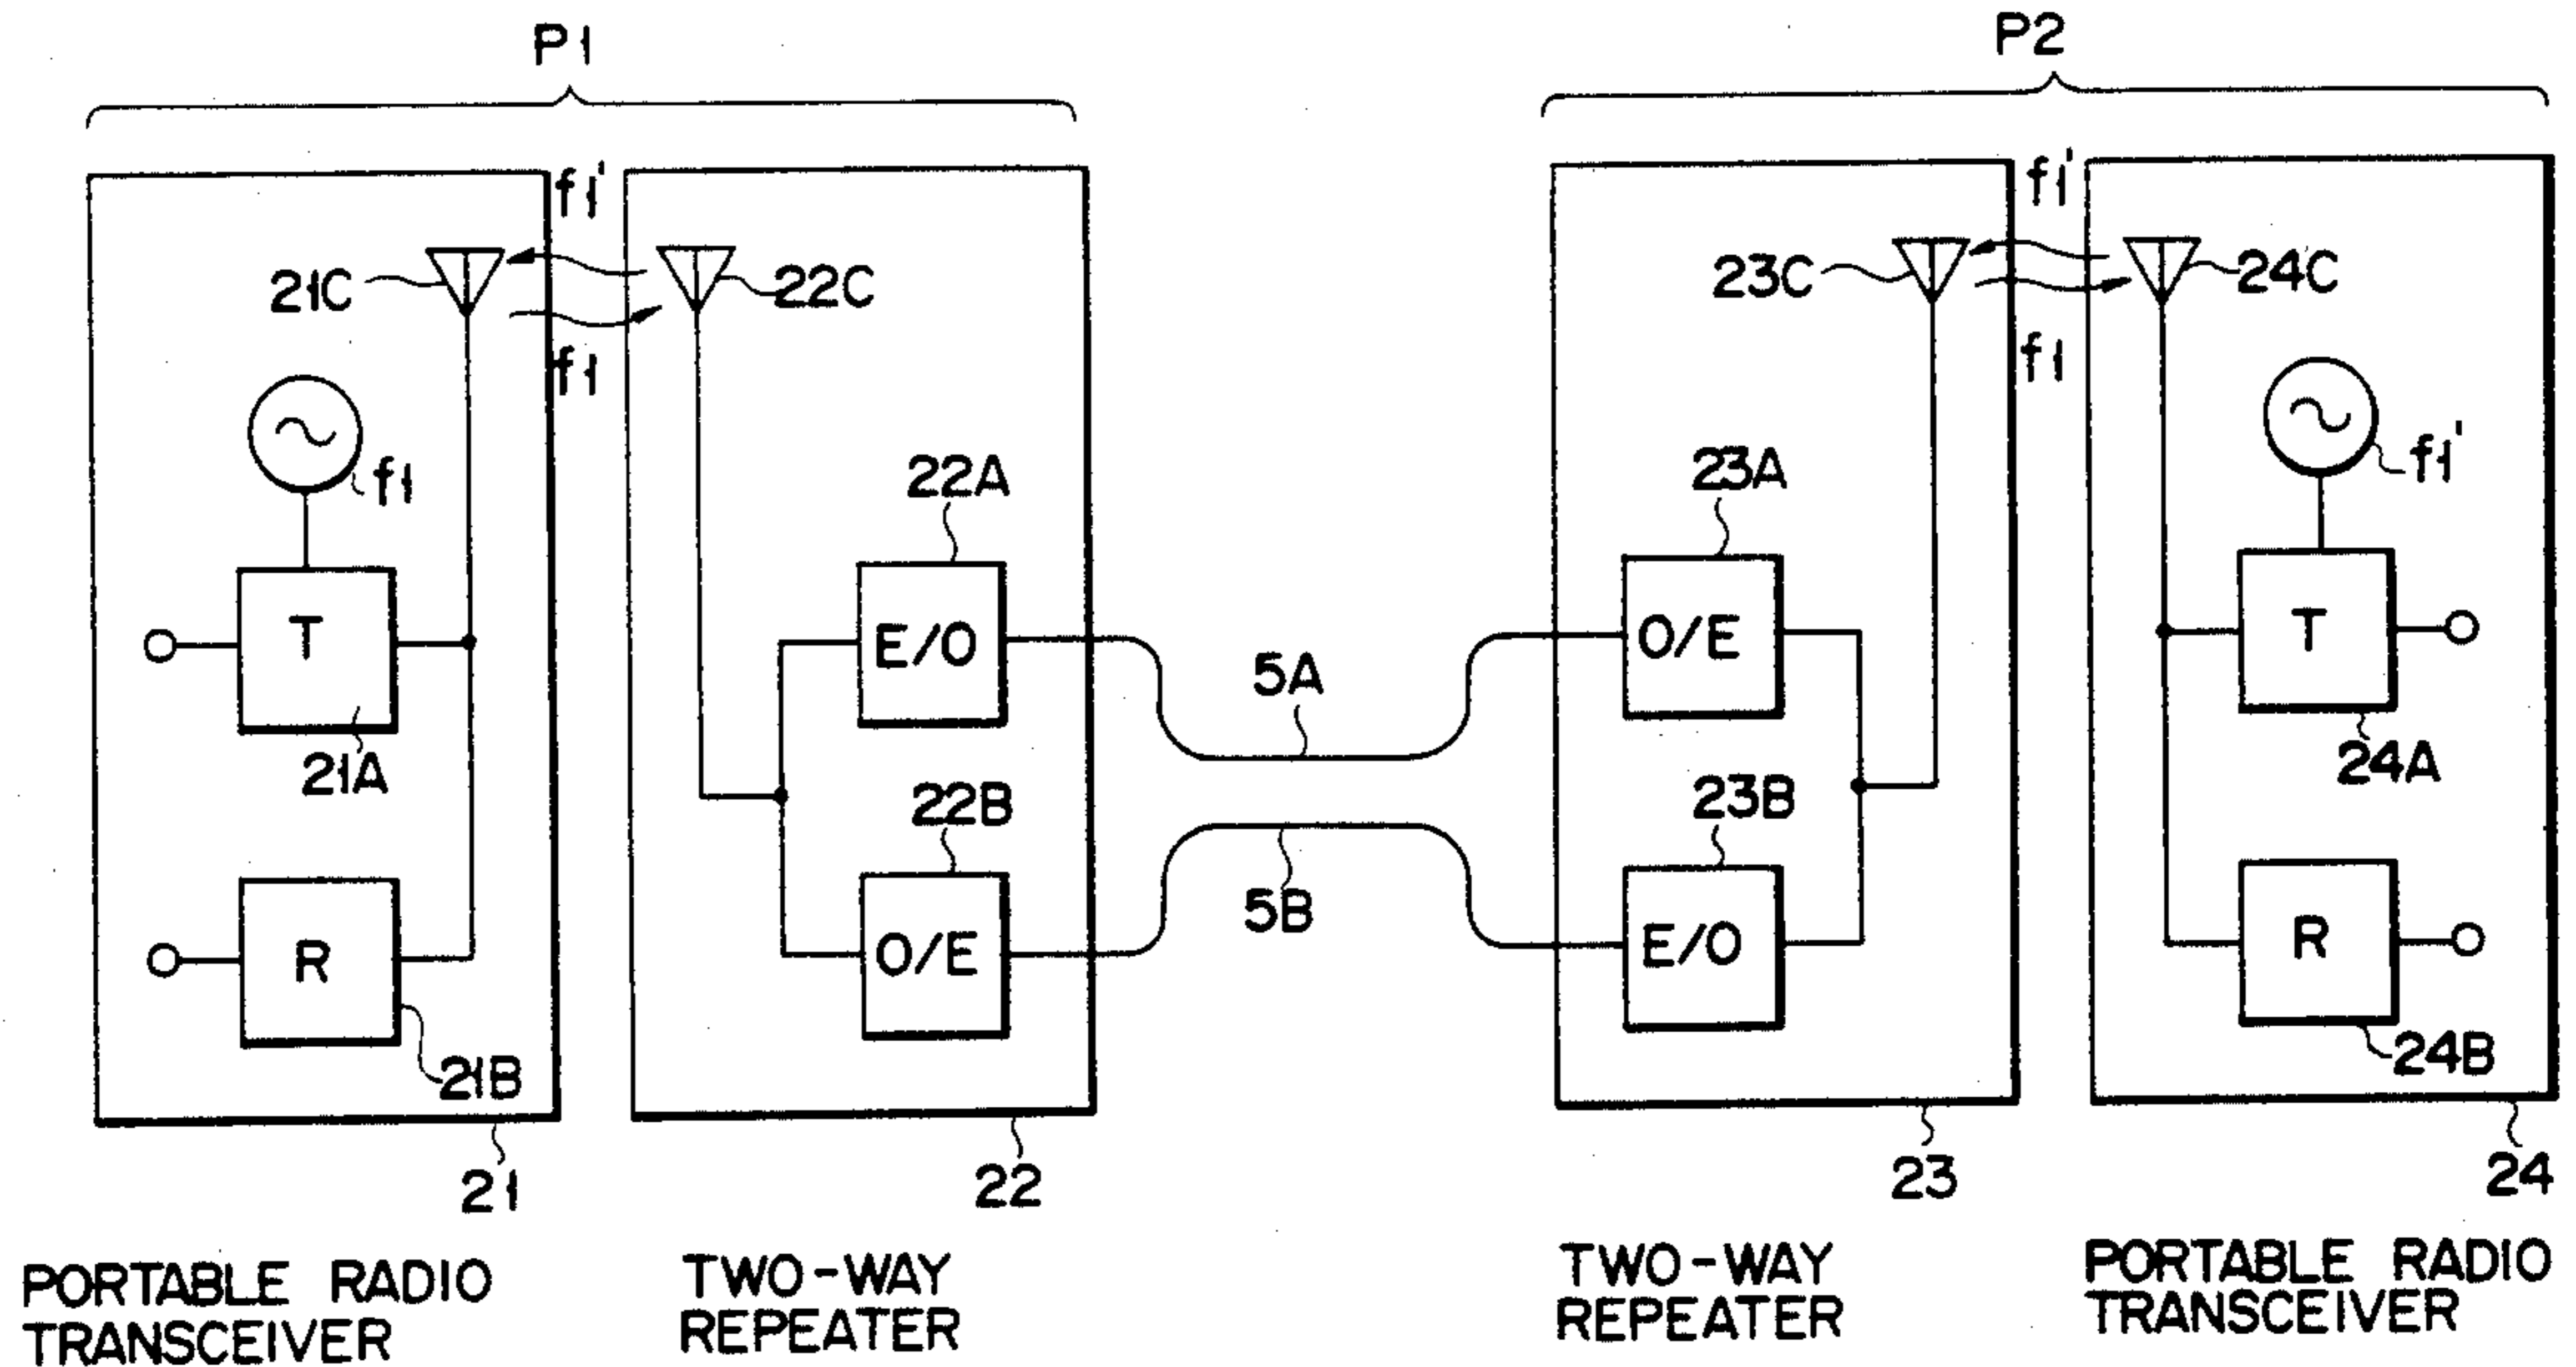 P1
P2
f1'
f1'
21C
22C
23C
24C
f1
f1
f1
f1'
22A
23A
T
E/O
O/E
T
5A
21A
24A
22B
23B
5B
R
O/E
E/O
R
21B
24B
21
22
23
24
PORTABLE RADIO
TRANSCEIVER
TWO-WAY
REPEATER
TWO-WAY
REPEATER
PORTABLE RADIO
TRANSCEIVER